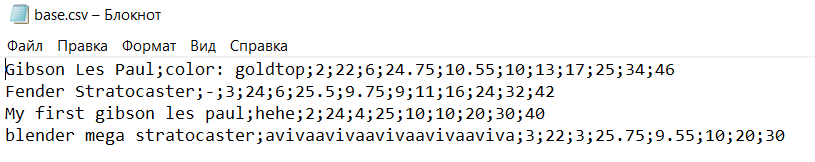 base.csv – Блокнот
Файл Правка Формат Вид Справка
Gibson Les Paul;color: goldtop;2;22;6;24.75;10.55;10;13;17;25;34;46
Fender Stratocaster;-;3;24;6;25.5;9.75;9;11;16;24;32;42
My first gibson les paul;hehe;2;24;4;25;10;10;20;30;40
blender mega stratocaster;avivaavivaavivaavivaaviva;3;22;3;25.75;9.55;10;20;30